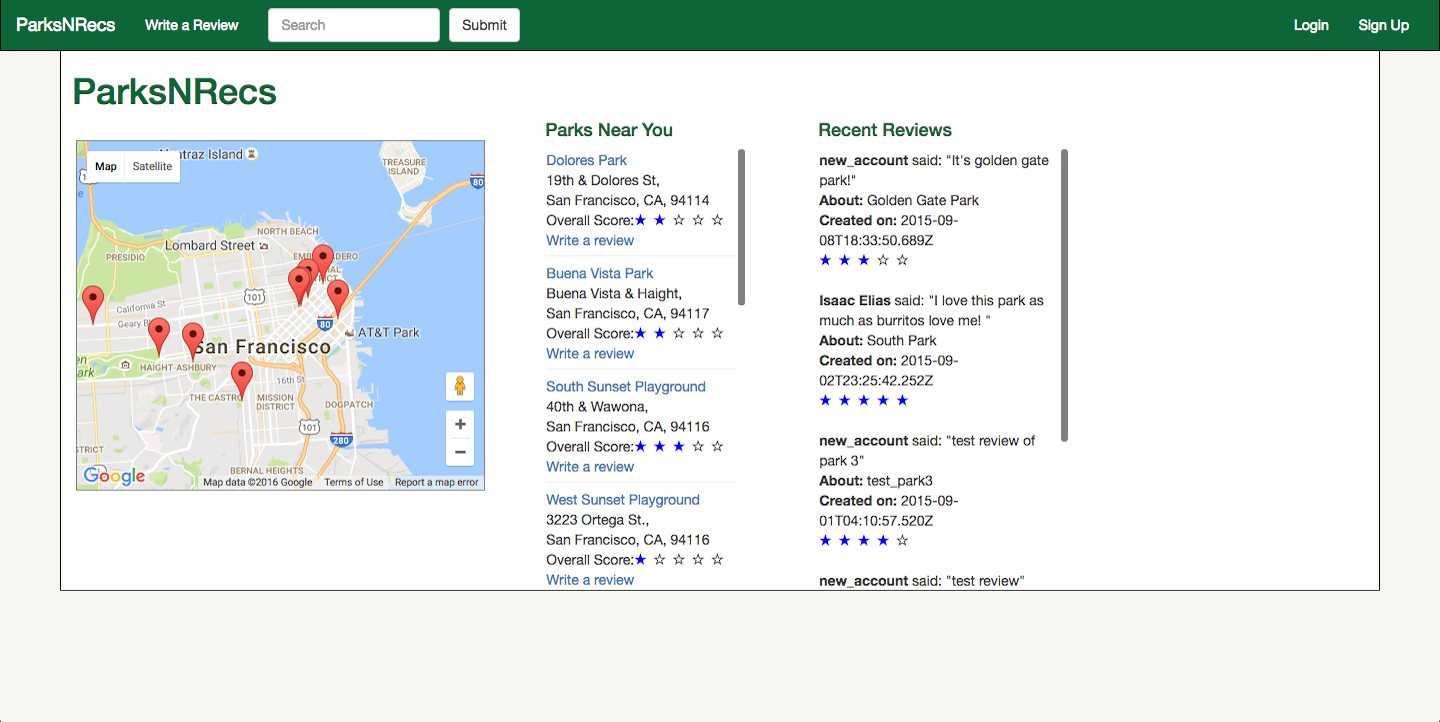 ParksNRecs Write a Review Search Submit Login Sign Up
ParksNRecs
Map Satellite
Island
TREASURE
ISLAND
80
NORTH BEACH
Lombard Street
PRESIDIO
101
California St
Geary
80
AT&T Park
San Francisco
HAIGHT-ASHBURY
16th St
THE CASTRO
MISSION
DISTRICT
DOGPATCH
101
280
BERNAL HEIGHTS
+
−
Google
Map data ©2016 Google Terms of Use Report a map error
Parks Near You
Dolores Park
19th & Dolores St,
San Francisco, CA, 94114
Overall Score:★ ★ ☆ ☆ ☆
Write a review
Buena Vista Park
Buena Vista & Haight,
San Francisco, CA, 94117
Overall Score:★ ★ ☆ ☆ ☆
Write a review
South Sunset Playground
40th & Wawona,
San Francisco, CA, 94116
Overall Score:★ ★ ★ ☆ ☆
Write a review
West Sunset Playground
3223 Ortega St.,
San Francisco, CA, 94116
Overall Score:★ ☆ ☆ ☆ ☆
Write a review
Recent Reviews
new_account said: "It's golden gate
park!"
About: Golden Gate Park
Created on: 2015-09-
08T18:33:50.689Z
★ ★ ★ ☆ ☆
Isaac Elias said: "I love this park as
much as burritos love me! "
About: South Park
Created on: 2015-09-
02T23:25:42.252Z
★ ★ ★ ★ ★
new_account said: "test review of
park 3"
About: test_park3
Created on: 2015-09-
01T04:10:57.520Z
★ ★ ★ ★ ☆
new_account said: "test review"